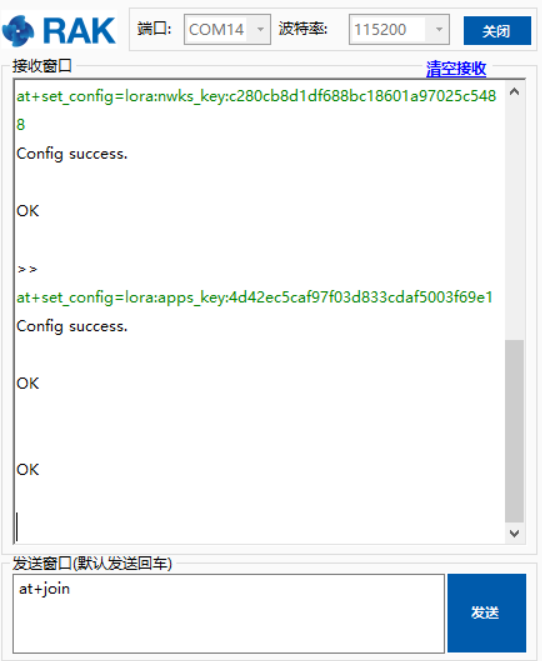 RAK
端口: COM14 波特率: 115200 关闭
接收窗口
清空接收
at+set_config=lora:nwks_key:c280cb8d1df688bc18601a97025c548
8
Config success.
OK
>>
at+set_config=lora:apps_key:4d42ec5caf97f03d833cdaf5003f69e1
Config success.
OK
OK
发送窗口(默认发送回车)
at+join
发送